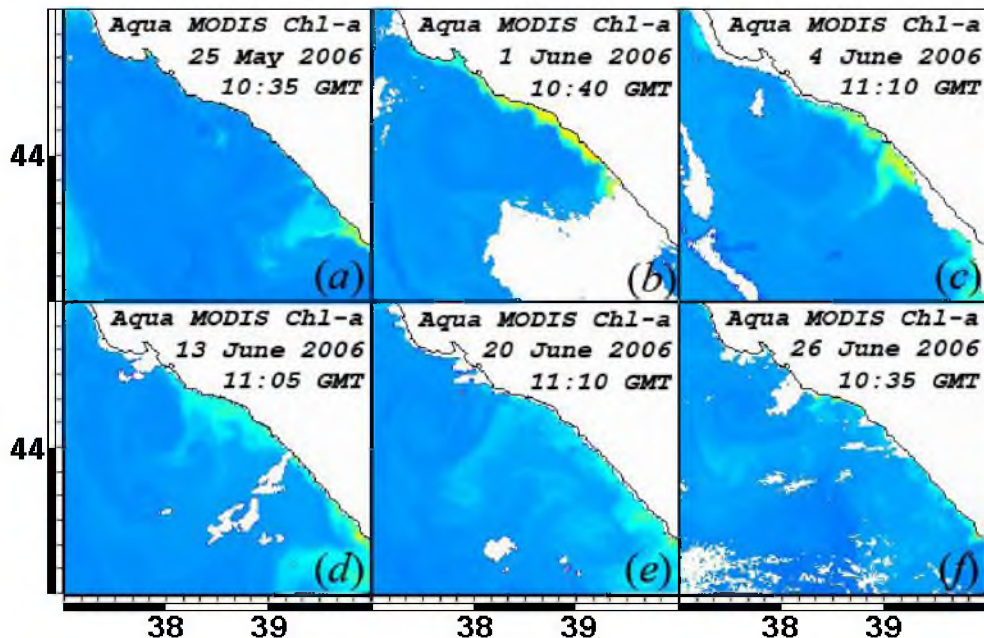 Aqua MODIS Chl-a
25 May 2006
10:35 GMT
(a)
Aqua MODIS Chl-a
1 June 2006
10:40 GMT
(b)
Aqua MODIS Chl-a
4 June 2006
11:10 GMT
(c)
44
Aqua MODIS Chl-a
13 June 2006
11:05 GMT
(d)
Aqua MODIS Chl-a
20 June 2006
11:10 GMT
(e)
Aqua MODIS Chl-a
26 June 2006
10:35 GMT
(f)
44
38 39 38 39 38 39